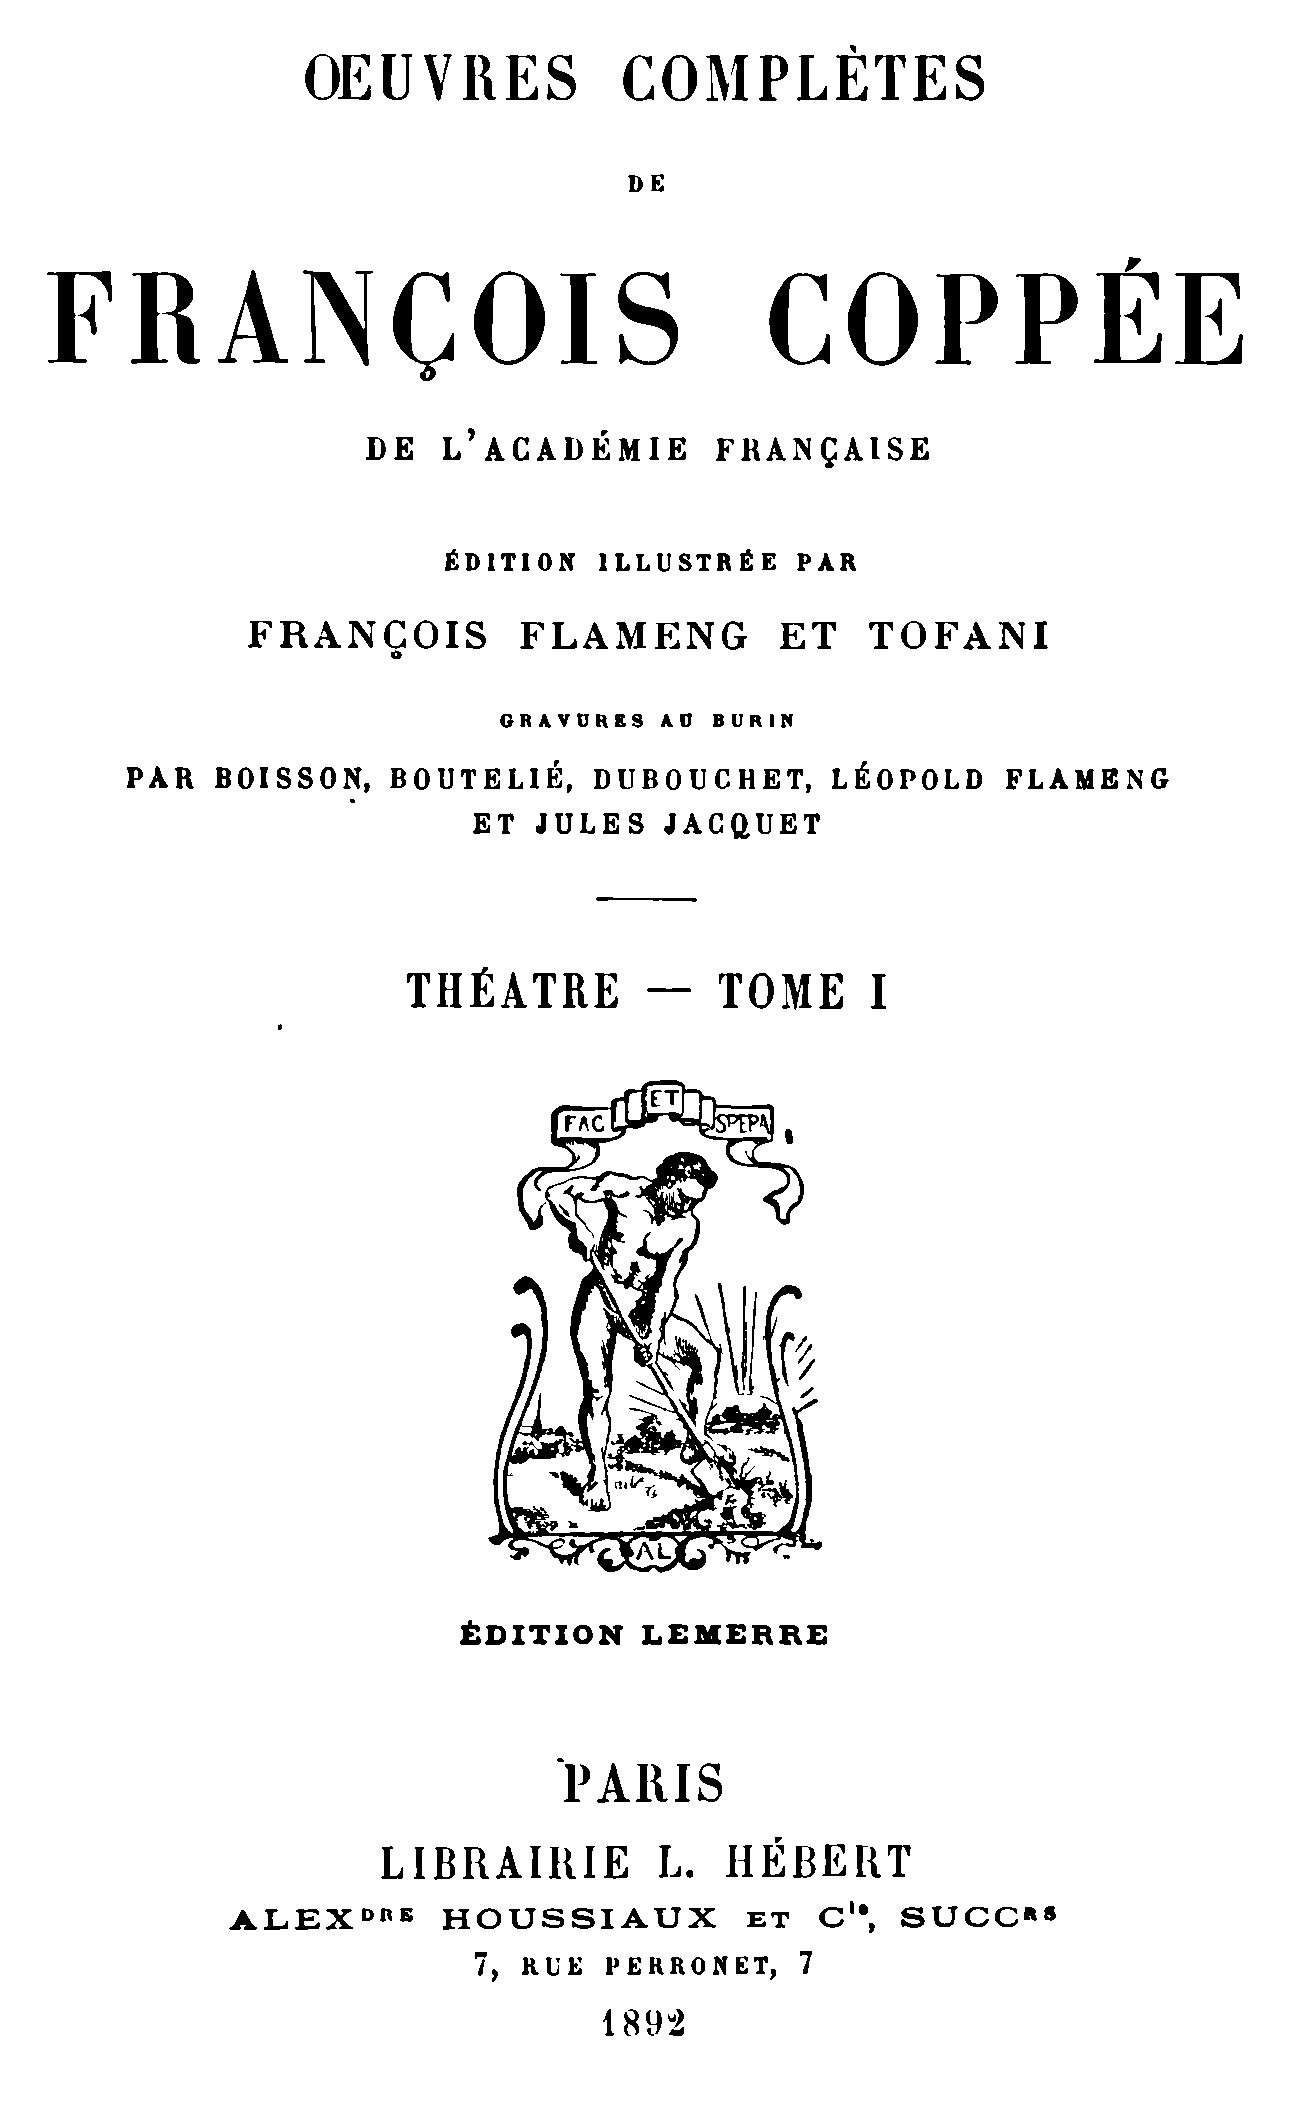 OEUVRES COMPLÈTES
DE
FRANÇOIS COPPÉE
DE L'ACADÉMIE FRANÇAISE
ÉDITION ILLUSTRÉE PAR
FRANÇOIS FLAMENG ET TOFANI
GRAVURES AU BURIN
PAR BOISSON, BOUTELIÉ, DUBOUCHET, LÉOPOLD FLAMENG
ET JULES JACQUET
THÉATRE — TOME I
FAC ET SPEPA
AL
ÉDITION LEMERRE
PARIS
LIBRAIRIE L. HÉBERT
ALEXDRE HOUSSIAUX ET Cie, SUCCRS
7, RUE PERRONET, 7
1892